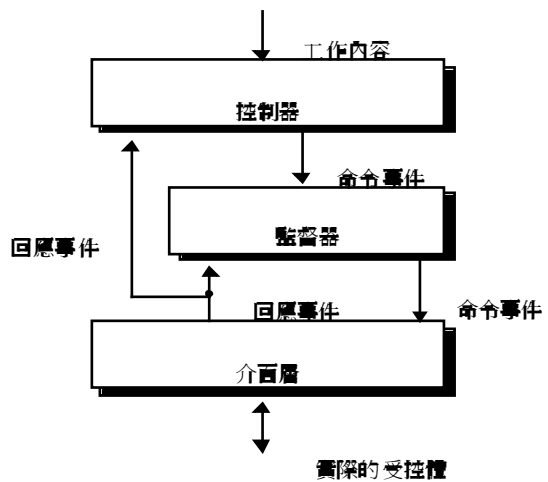 工作內容
控制器
命令事件
監督器
回應事件
回應事件
命令事件
介面層
實際的受控體